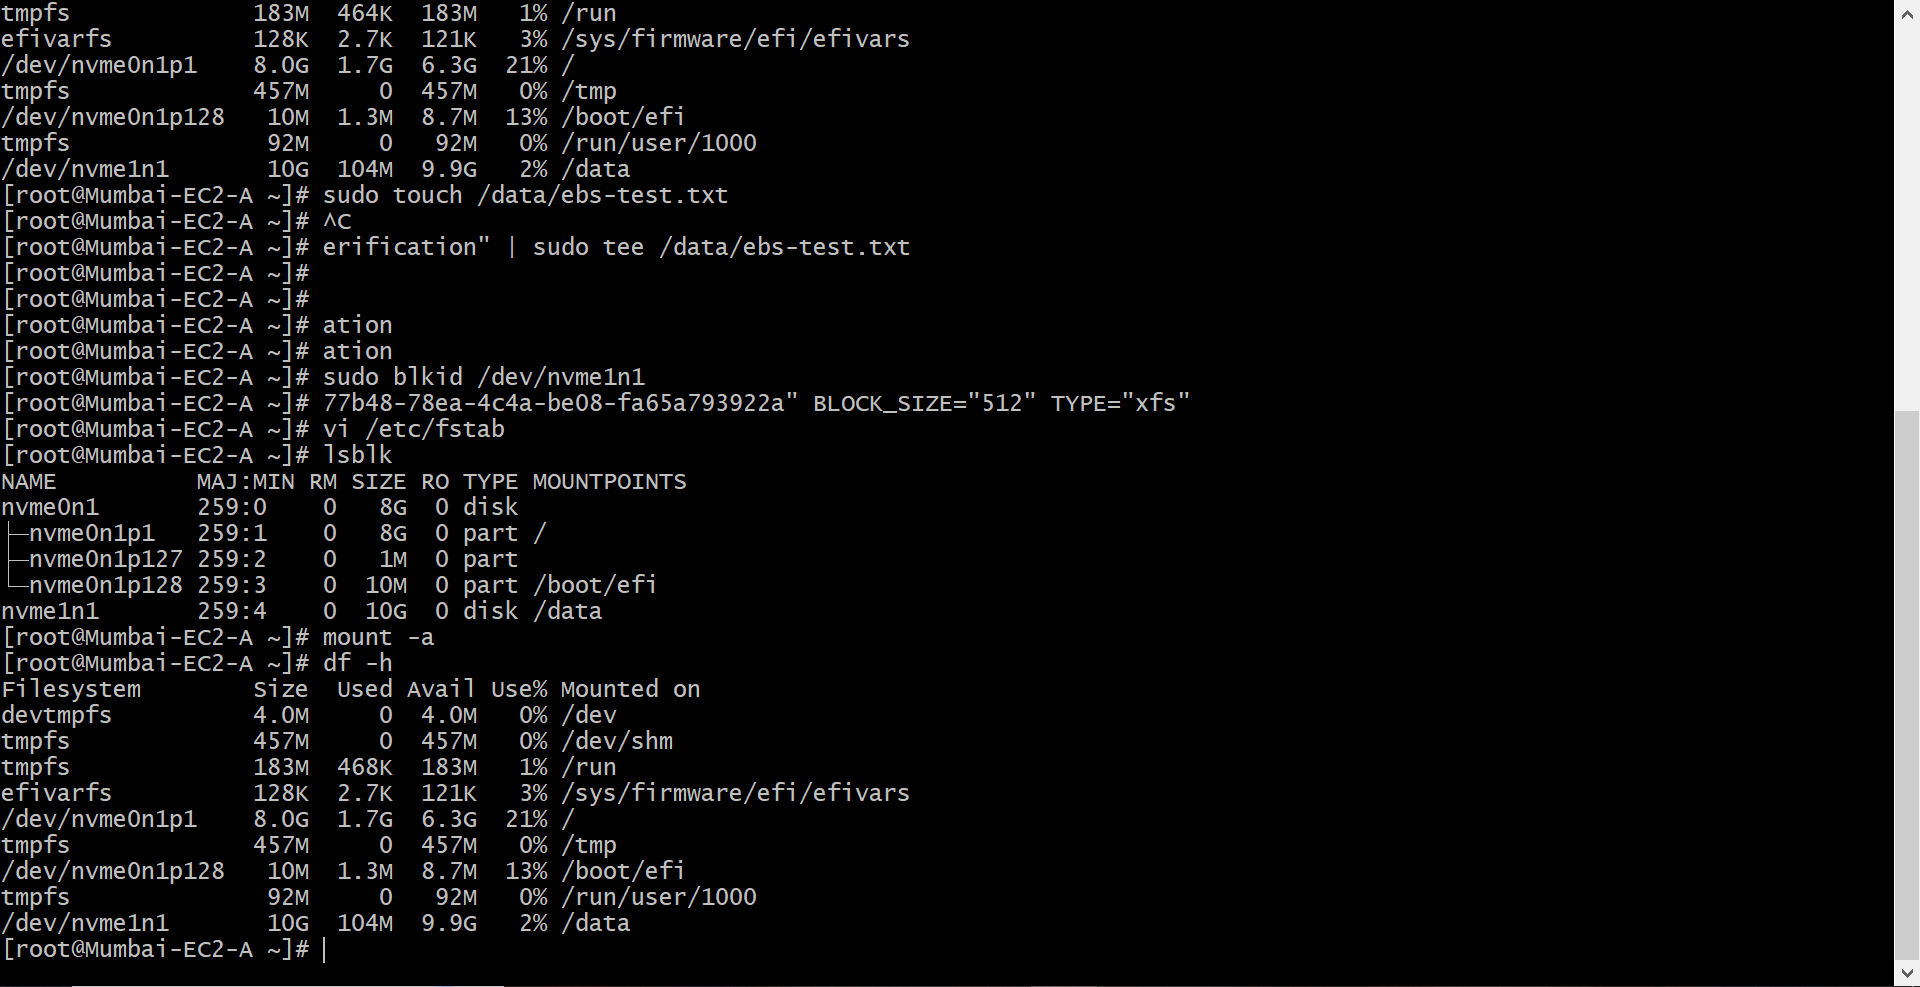 tmpfs             183M  464K  183M   1% /run
efivarfs          128K  2.7K  121K   3% /sys/firmware/efi/efivars
/dev/nvme0n1p1    8.0G  1.7G  6.3G  21% /
tmpfs             457M     0  457M   0% /tmp
/dev/nvme0n1p128   10M  1.3M  8.7M  13% /boot/efi
tmpfs              92M     0   92M   0% /run/user/1000
/dev/nvme1n1       10G  104M  9.9G   2% /data
[root@Mumbai-EC2-A ~]# sudo touch /data/ebs-test.txt
[root@Mumbai-EC2-A ~]# ^C
[root@Mumbai-EC2-A ~]# erification" | sudo tee /data/ebs-test.txt
[root@Mumbai-EC2-A ~]#
[root@Mumbai-EC2-A ~]#
[root@Mumbai-EC2-A ~]# ation
[root@Mumbai-EC2-A ~]# ation
[root@Mumbai-EC2-A ~]# sudo blkid /dev/nvme1n1
[root@Mumbai-EC2-A ~]# 77b48-78ea-4c4a-be08-fa65a793922a" BLOCK_SIZE="512" TYPE="xfs"
[root@Mumbai-EC2-A ~]# vi /etc/fstab
[root@Mumbai-EC2-A ~]# lsblk
NAME          MAJ:MIN RM SIZE RO TYPE MOUNTPOINTS
nvme0n1       259:0    0   8G  0 disk
├─nvme0n1p1   259:1    0   8G  0 part /
├─nvme0n1p127 259:2    0   1M  0 part
└─nvme0n1p128 259:3    0  10M  0 part /boot/efi
nvme1n1       259:4    0  10G  0 disk /data
[root@Mumbai-EC2-A ~]# mount -a
[root@Mumbai-EC2-A ~]# df -h
Filesystem        Size  Used Avail Use% Mounted on
devtmpfs          4.0M     0  4.0M   0% /dev
tmpfs             457M     0  457M   0% /dev/shm
tmpfs             183M  468K  183M   1% /run
efivarfs          128K  2.7K  121K   3% /sys/firmware/efi/efivars
/dev/nvme0n1p1    8.0G  1.7G  6.3G  21% /
tmpfs             457M     0  457M   0% /tmp
/dev/nvme0n1p128   10M  1.3M  8.7M  13% /boot/efi
tmpfs              92M     0   92M   0% /run/user/1000
/dev/nvme1n1       10G  104M  9.9G   2% /data
[root@Mumbai-EC2-A ~]#